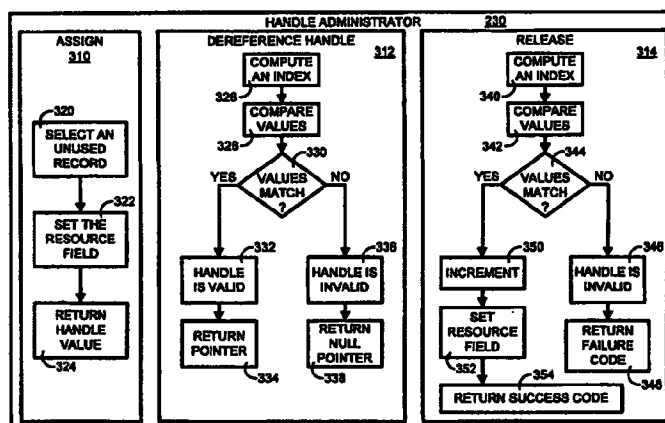 HANDLE ADMINISTRATOR 230
ASSIGN
310
320
SELECT AN
UNUSED
RECORD
322
SET THE
RESOURCE
FIELD
RETURN
HANDLE
VALUE
324
DEREFERENCE HANDLE
312
COMPUTE
AN INDEX
326
COMPARE
VALUES
328
330
YES
VALUES
MATCH
?
NO
332
HANDLE
IS VALID
336
HANDLE IS
INVALID
RETURN
POINTER
334
RETURN
NULL
POINTER
338
RELEASE
314
COMPUTE
AN INDEX
340
COMPARE
VALUES
342
344
YES
VALUES
MATCH
?
NO
350
INCREMENT
346
HANDLE IS
INVALID
SET
RESOURCE
FIELD
352
RETURN
FAILURE
CODE
348
354
RETURN SUCCESS CODE